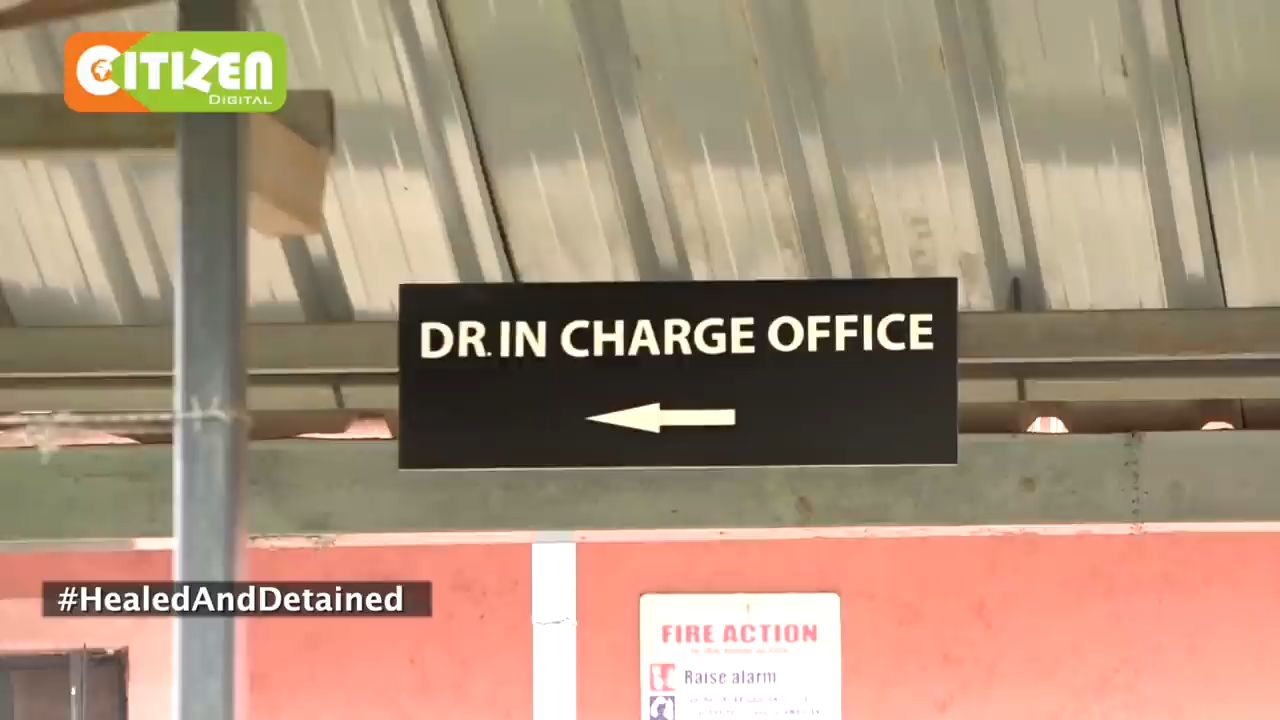 CITIZEN
DIGITAL
DR. IN CHARGE OFFICE
#HealedAndDetained
FIRE ACTION
Raise alarm